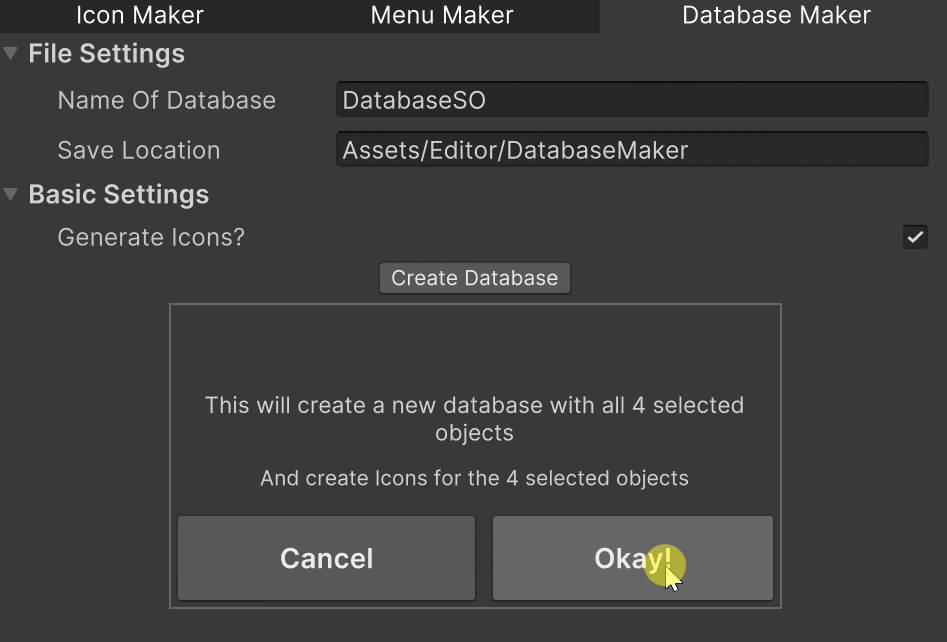 Icon Maker
Menu Maker
Database Maker
File Settings
Name Of Database
DatabaseSO
Save Location
Assets/Editor/DatabaseMaker
Basic Settings
Generate Icons?
Create Database
This will create a new database with all 4 selected
objects
And create Icons for the 4 selected objects
Cancel
Okay!